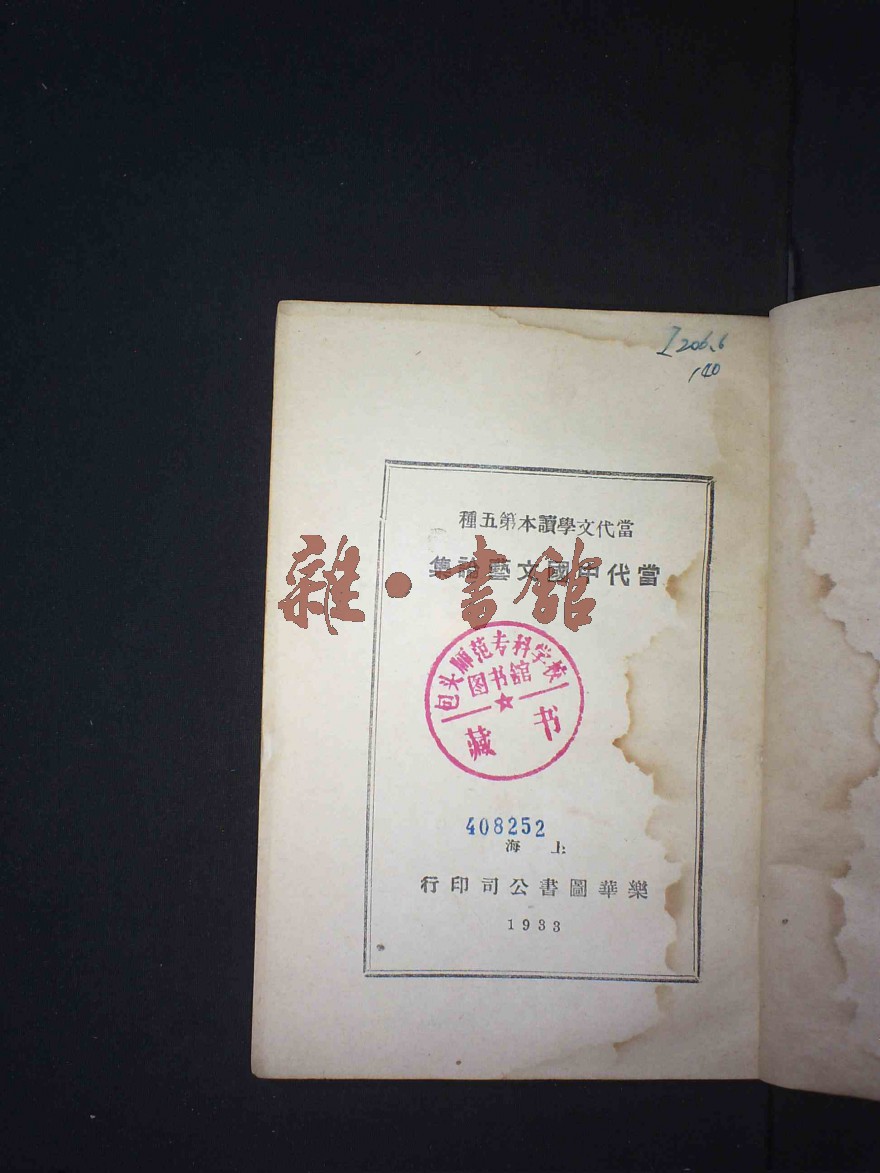 I206.6
140
當代文學讀本第五種
當代中國文藝論集
雜·書館
包头师范专科学校
图书館
藏书
408252
上海
樂華圖書公司印行
1933